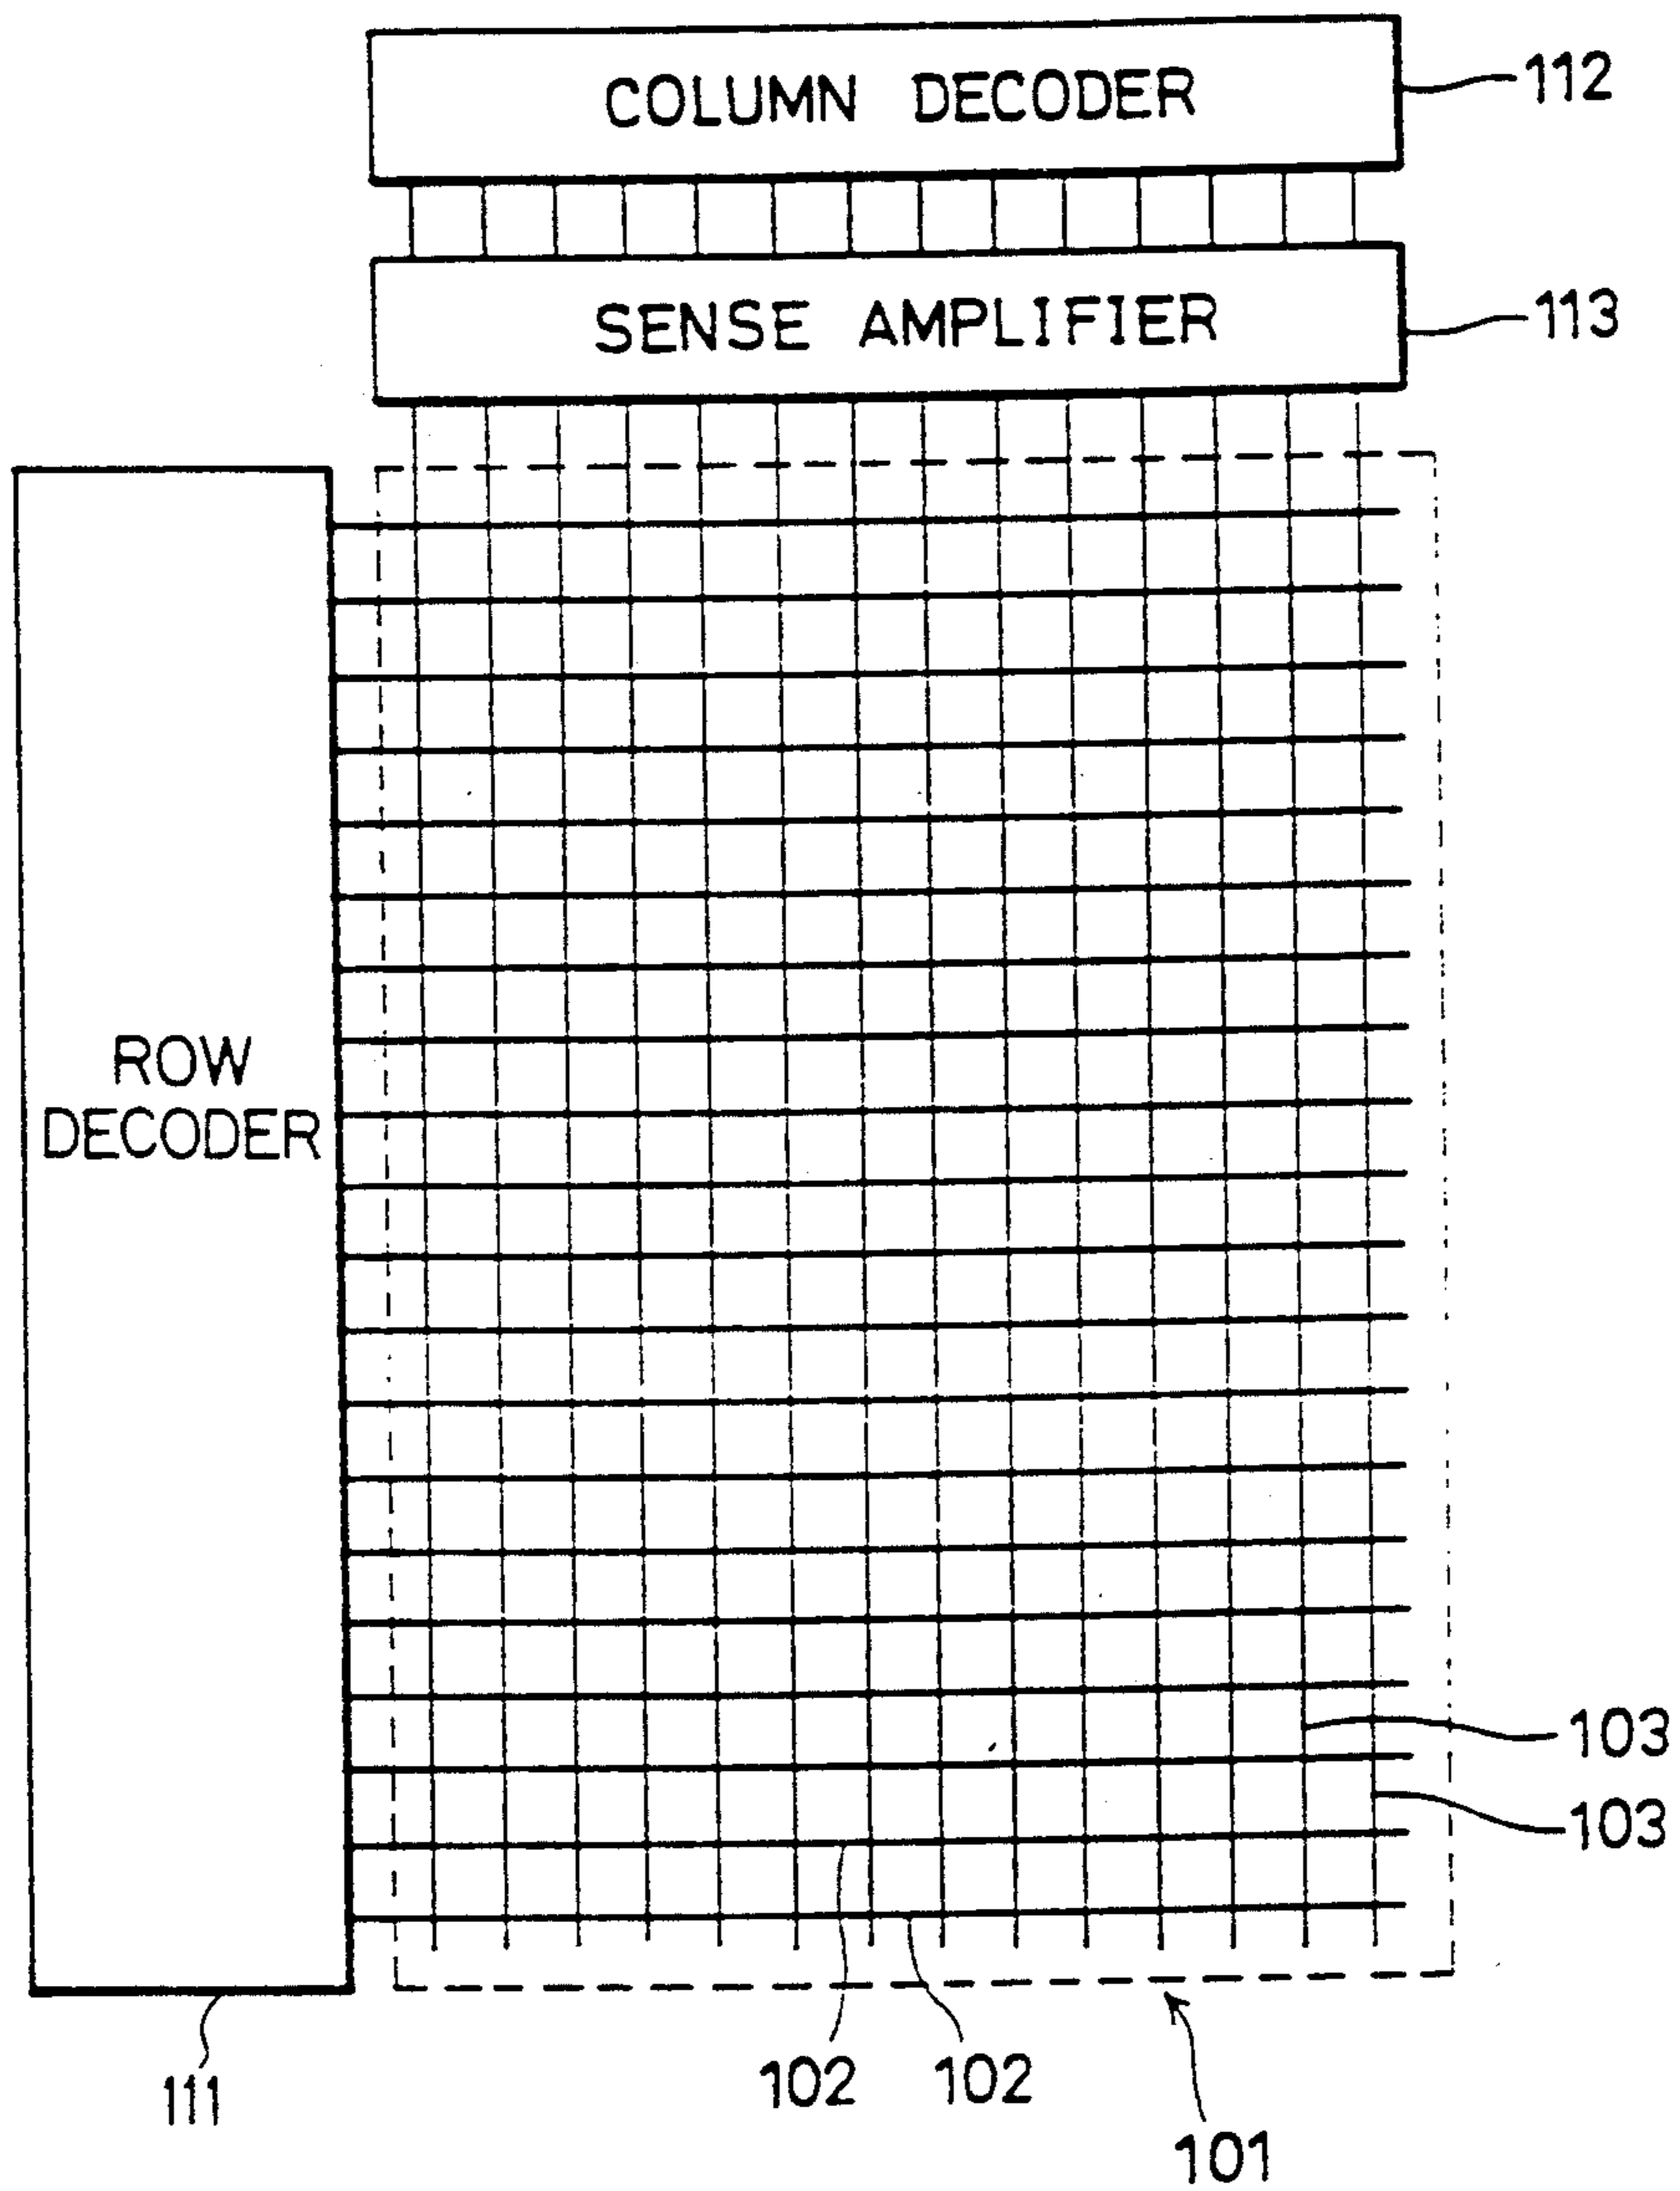 COLUMN DECODER
112
SENSE AMPLIFIER
113
ROW
DECODER
103
103
102
102
111
101